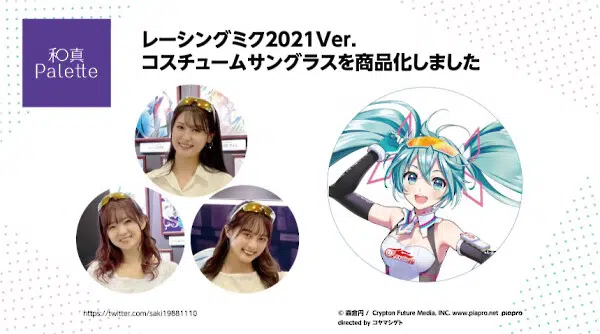 和真
Palette
レーシングミク2021Ver.
コスチュームサングラスを商品化しました
https://twitter.com/saki19881110
© 森倉円 / Crypton Future Media, INC. www.piapro.net piapro
directed by コヤマシゲト